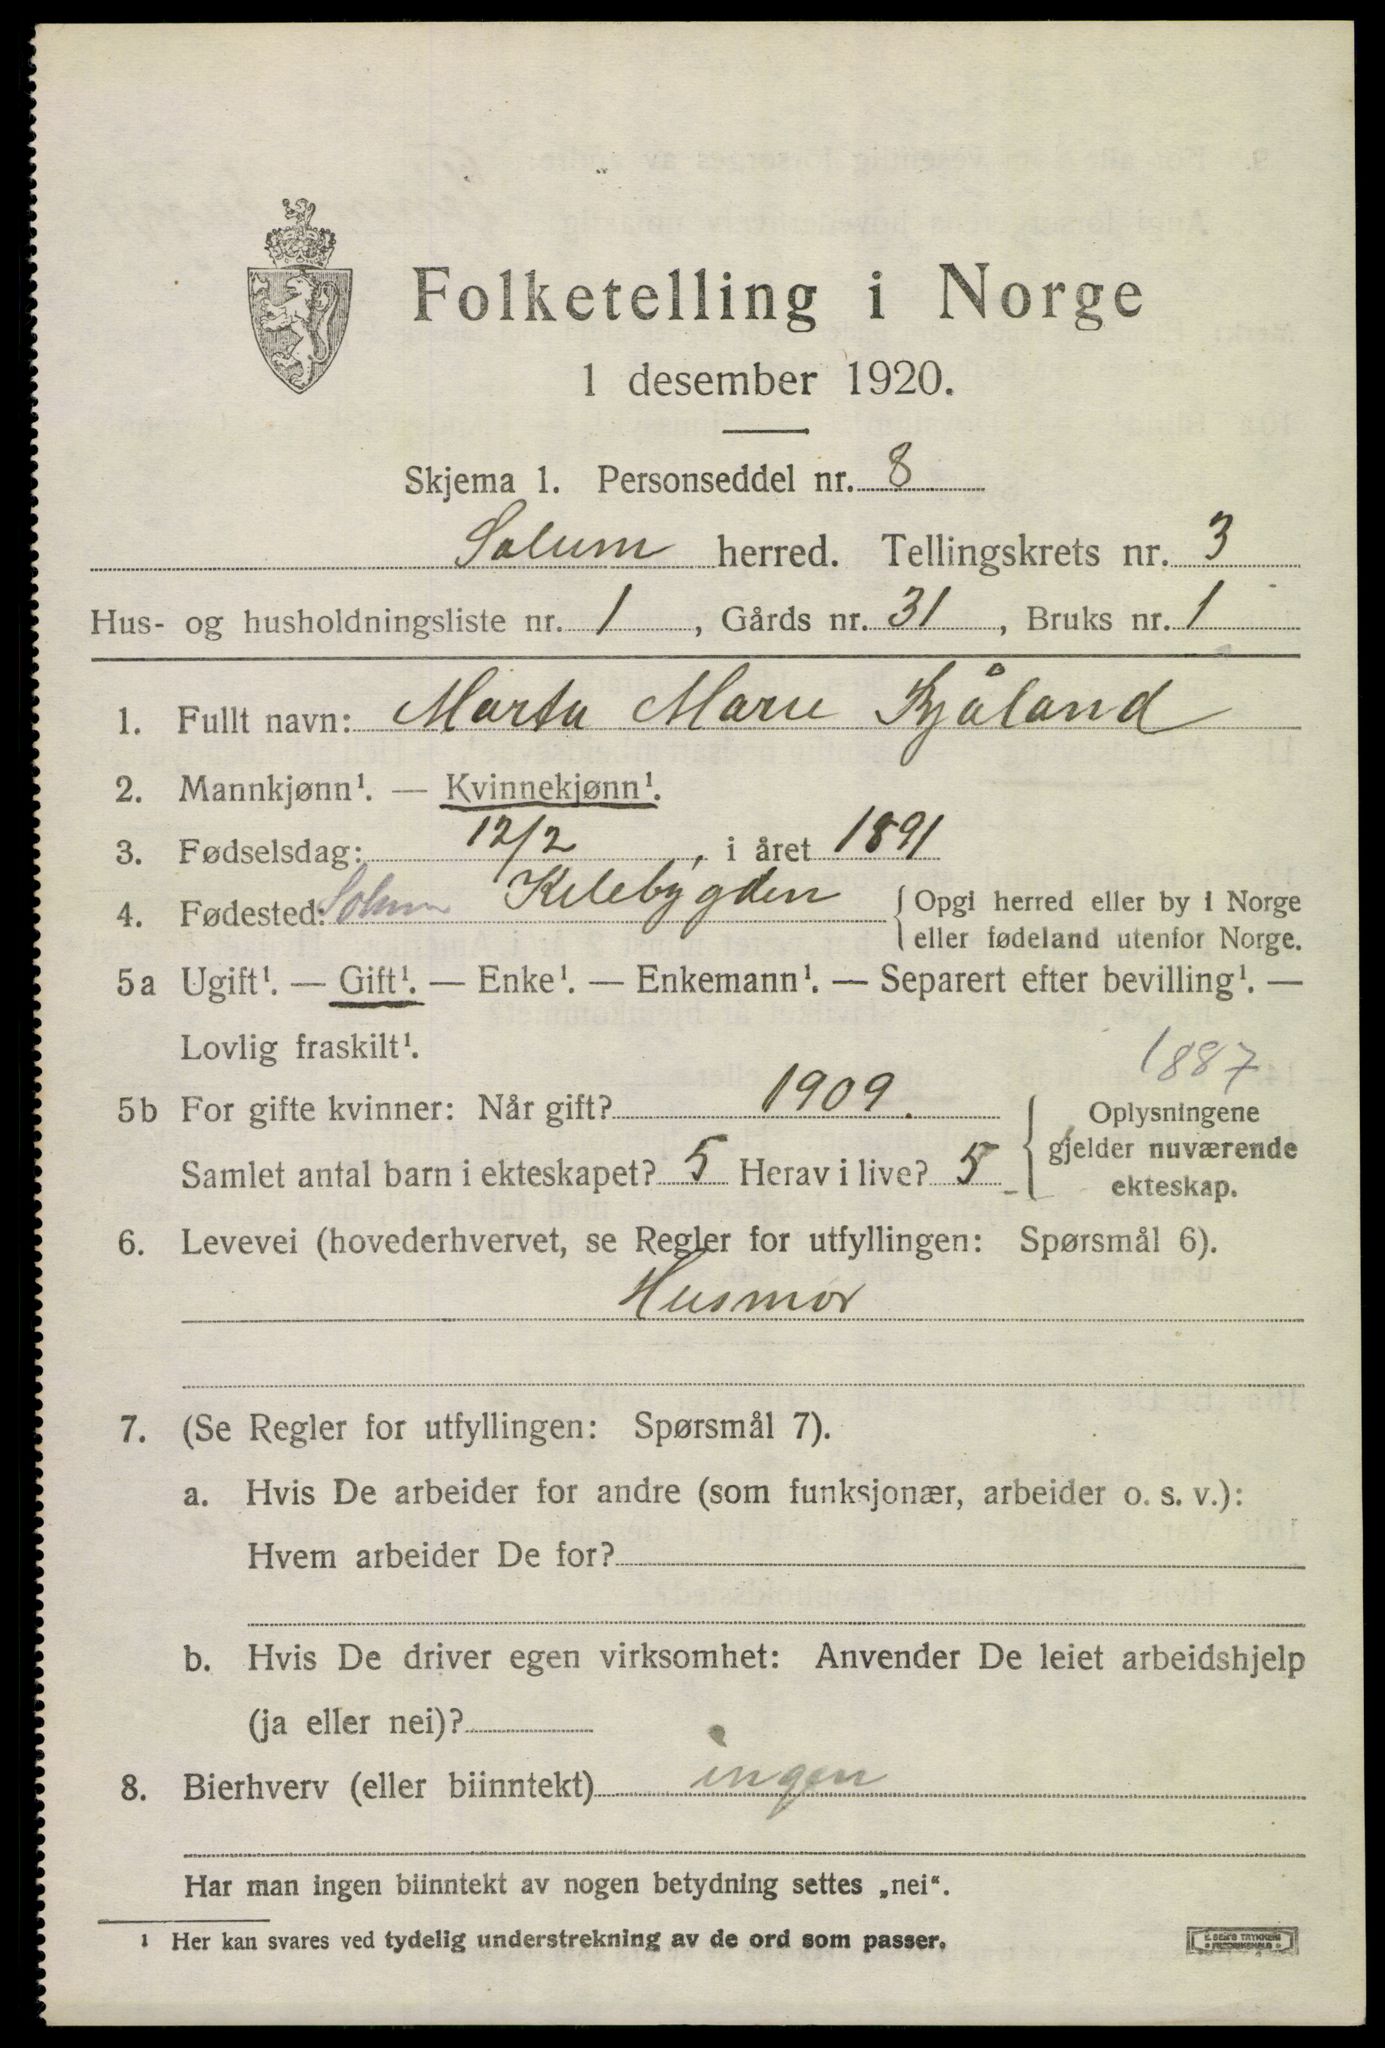 Folketelling i Norge
1 desember 1920.
Skjema 1. Personseddel nr. 8
Solum herred. Tellingskrets nr. 3
Hus- og husholdningsliste nr. 1, Gårds nr. 31, Bruks nr. 1
1. Fullt navn: Marta Marie Kjåland
2. Mannkjønn¹. — Kvinnekjønn¹.
3. Fødselsdag: 12/2, i året 1891
4. Fødested: Solum Kilebygden { Opgi herred eller by i Norge
eller fødeland utenfor Norge.
5a Ugift¹. — Gift¹. — Enke¹. — Enkemann¹. — Separert efter bevilling¹. —
Lovlig fraskilt¹.
1887
5b For gifte kvinner: Når gift? 1909. { Oplysningene
gjelder nuværende
ekteskap.
Samlet antal barn i ekteskapet? 5 Herav i live? 5
6. Levevei (hovederhvervet, se Regler for utfyllingen: Spørsmål 6).
Husmor
7. (Se Regler for utfyllingen: Spørsmål 7).
a. Hvis De arbeider for andre (som funksjonær, arbeider o. s. v.):
Hvem arbeider De for?
b. Hvis De driver egen virksomhet: Anvender De leiet arbeidshjelp
(ja eller nei)?
8. Bierhverv (eller biinntekt) ingen
Har man ingen biinntekt av nogen betydning settes „nei“.
¹ Her kan svares ved tydelig understrekning av de ord som passer.
E. SEM'S TRYKKERI
FREDRIKSHALD